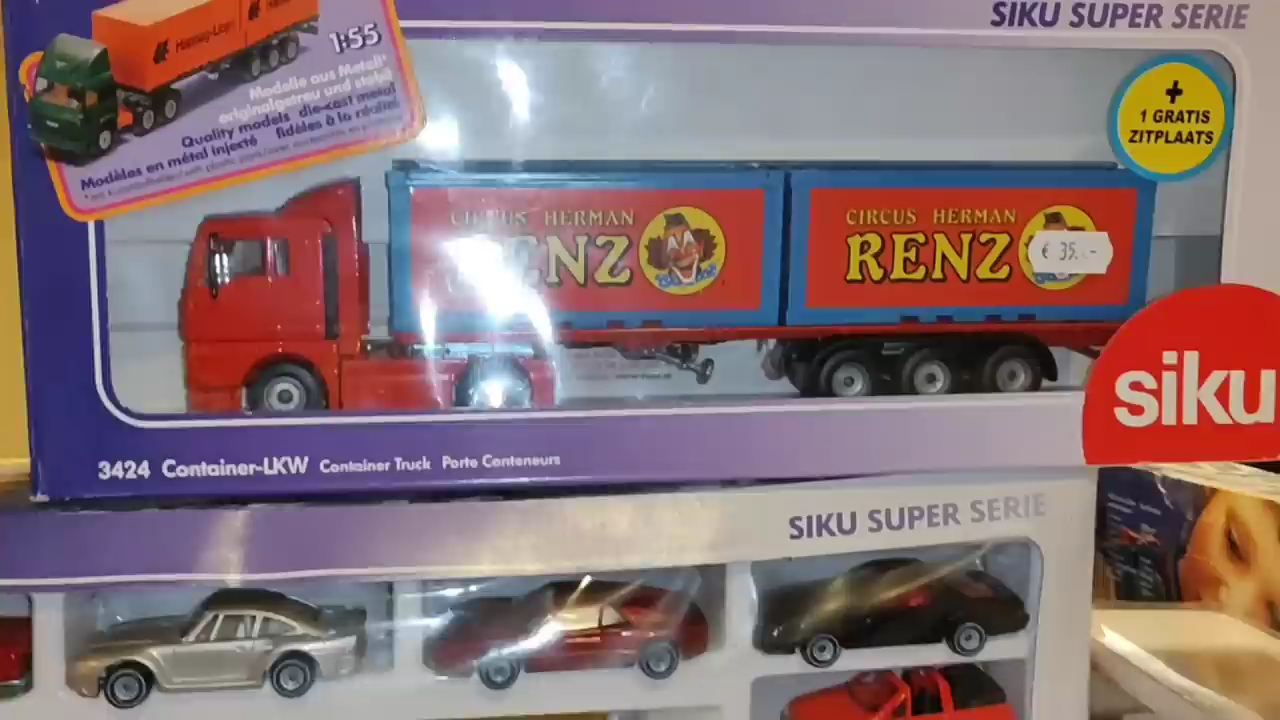 SIKU SUPER SERIE
1:55
Modelle aus Metall*
originalgetreu und stabil
Quality models die-cast metal
Modèles en métal injecté fidèles à la réalité
+
1 GRATIS
ZITPLAATS
CIRCUS HERMAN
RENZ
CIRCUS HERMAN
RENZ
€ 35.-
siku
3424 Container-LKW Container Truck Porte Conteneurs
SIKU SUPER SERIE